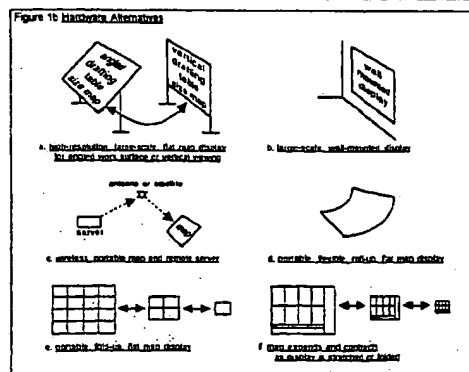 Figure 1b Hardware Alternatives
angled
drafting
table
size map
vertical
drafting
table
size map
wall
mounted
display
a. high-resolution, large-scale, flat map display
for angled work surface or vertical viewing
b. large-scale, wall-mounted display
antenna or satellite
server
map
c. wireless, portable map and remote server
d. portable, flexible, roll-up, flat map display
e. portable, fold-up, flat map display
f. map expands and contracts
as display is stretched or folded